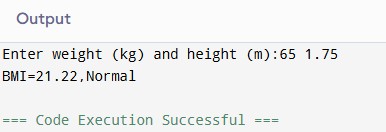 Output
Enter weight (kg) and height (m):65 1.75
BMI=21.22,Normal
=== Code Execution Successful ===